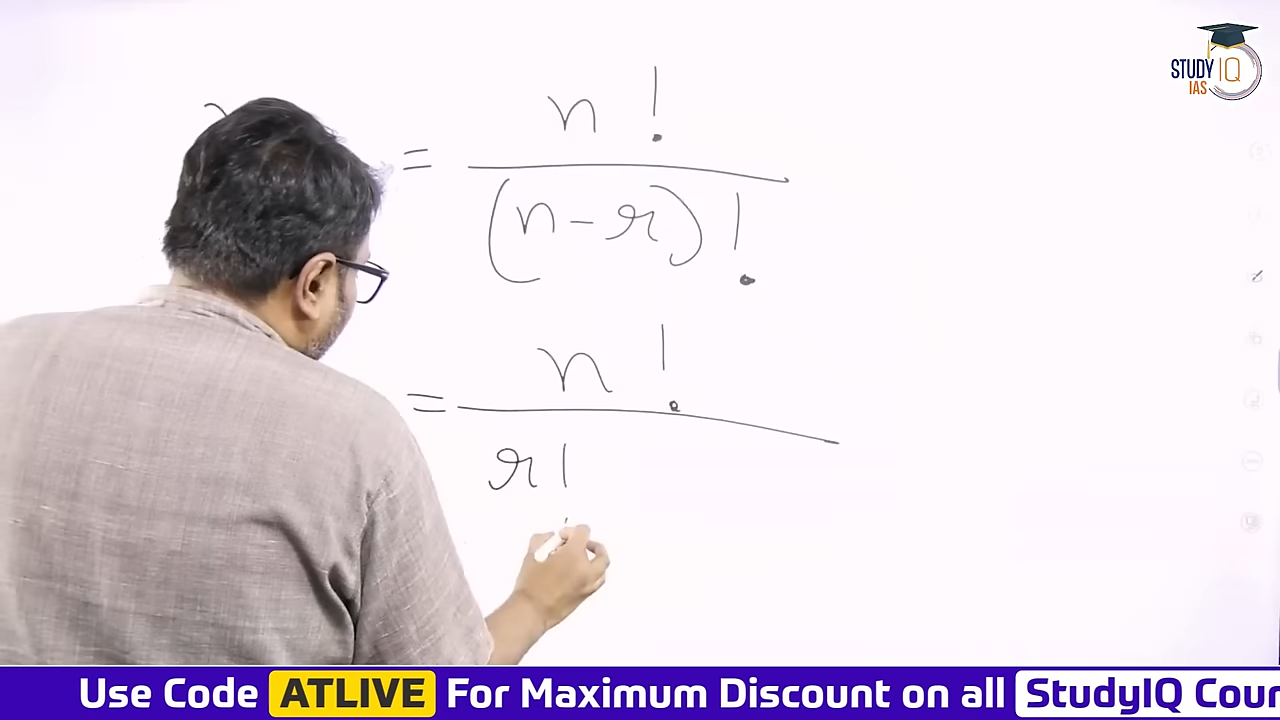 STUDY IQ
IAS
n !
=
(n - r) !
n !
=
r !
Use Code ATLIVE For Maximum Discount on all StudyIQ Cour